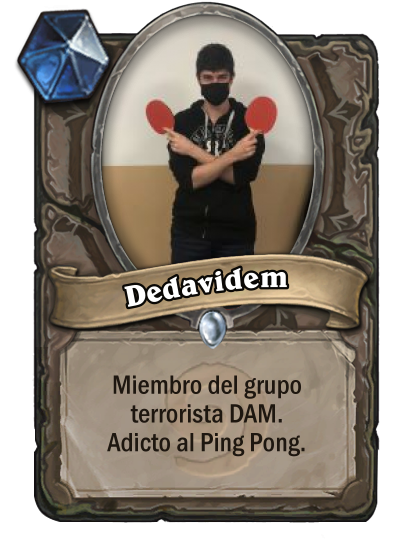 Dedavidem
Miembro del grupo
terrorista DAM.
Adicto al Ping Pong.